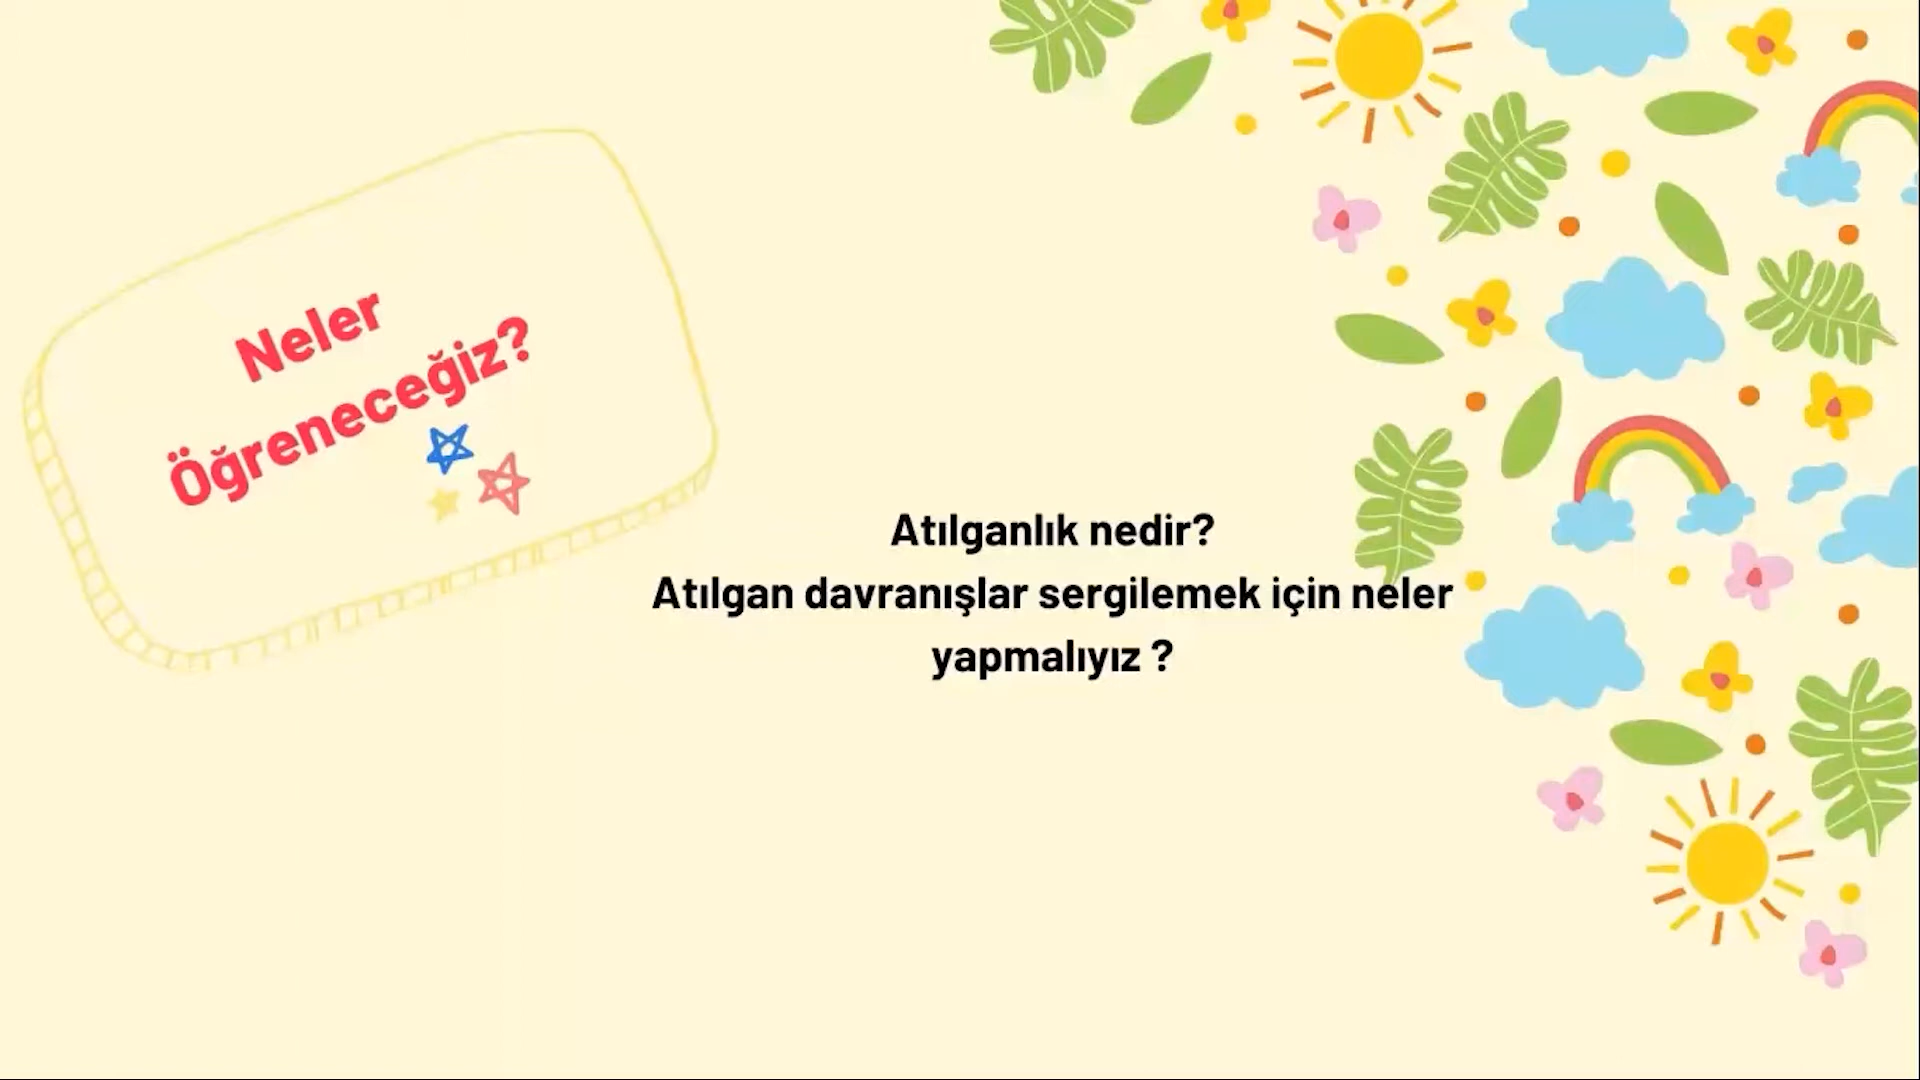 Neler
Öğreneceğiz?
Atılganlık nedir?
Atılgan davranışlar sergilemek için neler
yapmalıyız ?